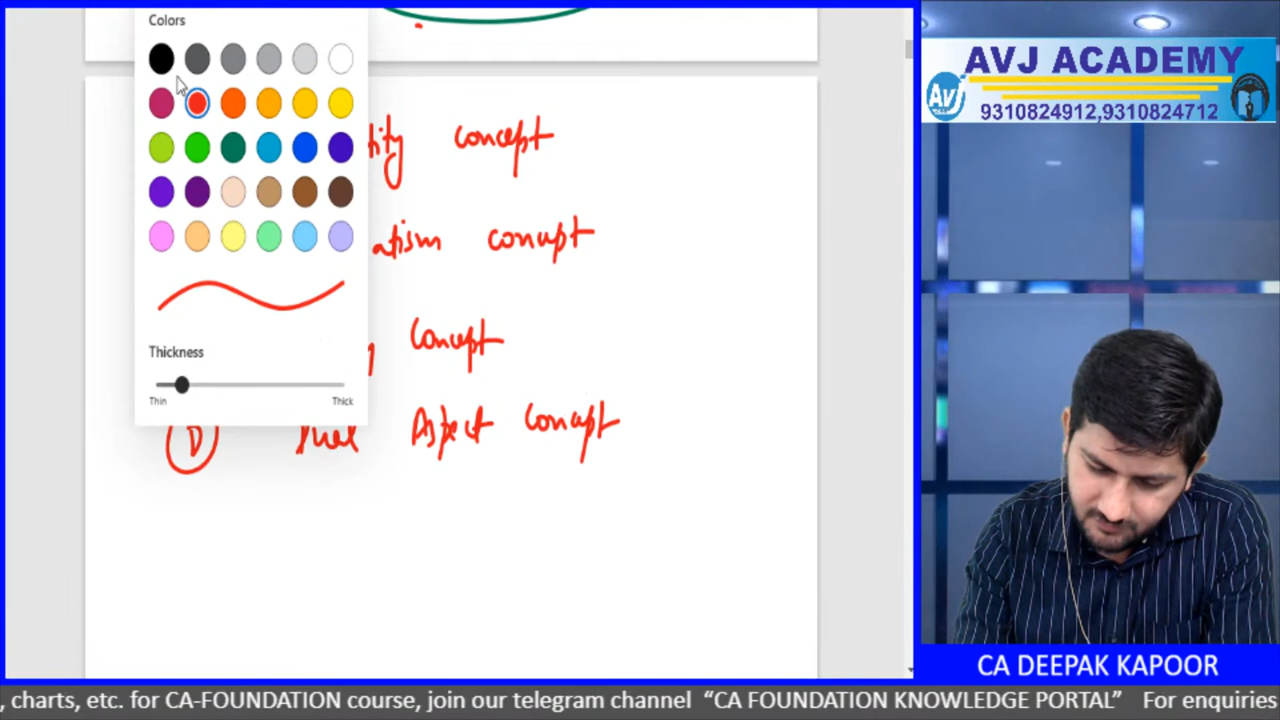 Colors
AVJ ACADEMY
AVJ
9310824912,9310824712
tity concept
atism concept
concept
Thickness
Thin Thick
D Dual Aspect concept
CA DEEPAK KAPOOR
, charts, etc. for CA-FOUNDATION course, join our telegram channel “CA FOUNDATION KNOWLEDGE PORTAL” For enquiries